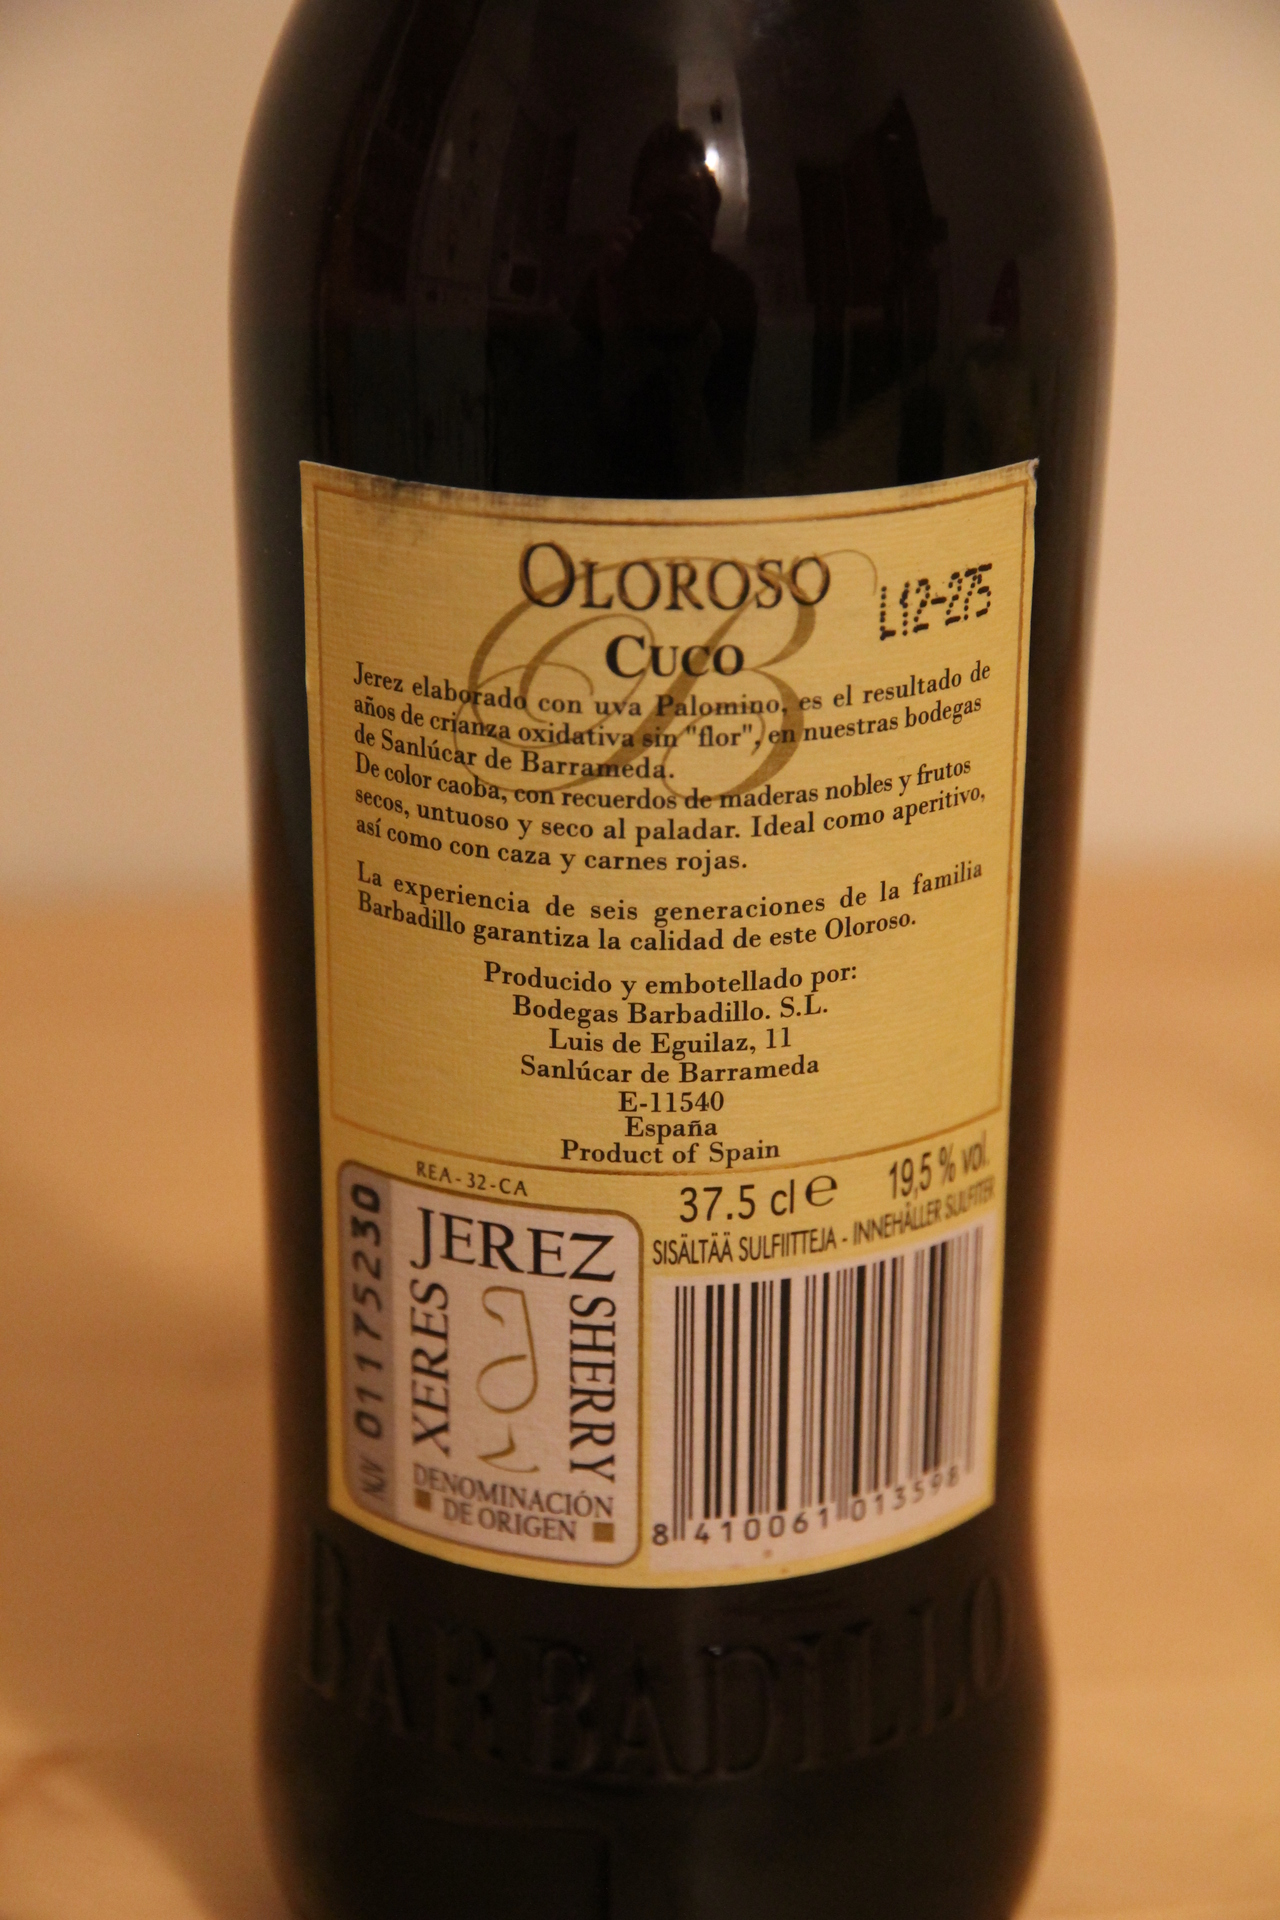 OLOROSO
L12-275
CUCO
Jerez elaborado con uva Palomino, es el resultado de
años de crianza oxidativa sin "flor", en nuestras bodegas
de Sanlúcar de Barrameda.
De color caoba, con recuerdos de maderas nobles y frutos
secos, untuoso y seco al paladar. Ideal como aperitivo,
así como con caza y carnes rojas.
La experiencia de seis generaciones de la familia
Barbadillo garantiza la calidad de este Oloroso.
Producido y embotellado por:
Bodegas Barbadillo. S.L.
Luis de Eguilaz, 11
Sanlúcar de Barrameda
E-11540
España
Product of Spain
REA-32-CA
37.5 cl e 19,5 % vol.
SISÄLTÄÄ SULFIITTEJA - INNEHÅLLER SULFITER
NJV 01175230
JEREZ
XERES
SHERRY
DENOMINACIÓN
DE ORIGEN
8 410061 013598
BARBADILLO